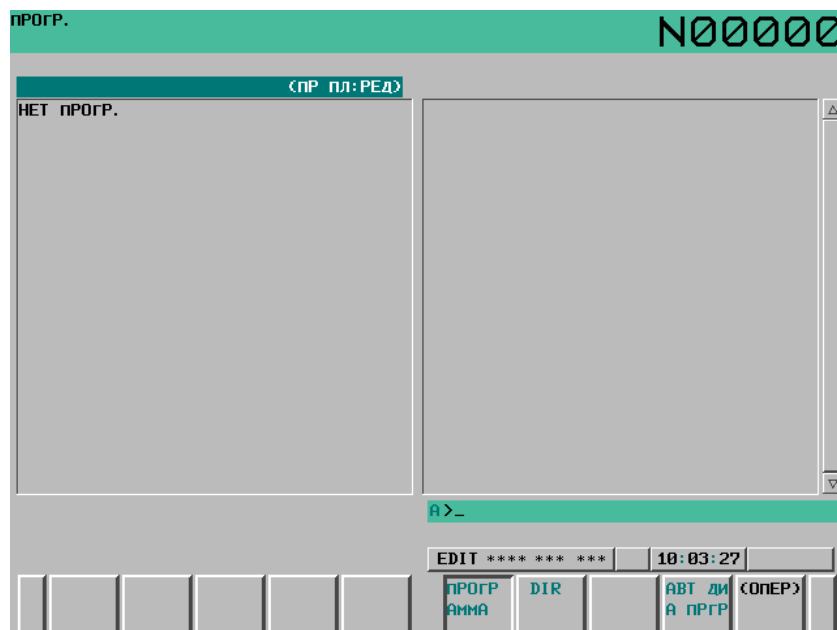 ПРОГР.
N00000
(ПР ПЛ:РЕД)
НЕТ ПРОГР.
A>_
EDIT **** *** ***
10:03:27
ПРОГР
АММА
DIR
АВТ ДИ
А ПРГР
(ОПЕР)